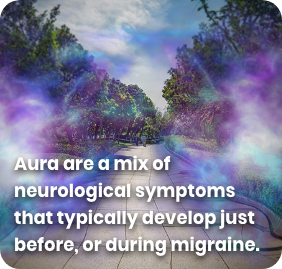 Aura are a mix of
neurological symptoms
that typically develop just
before, or during migraine.